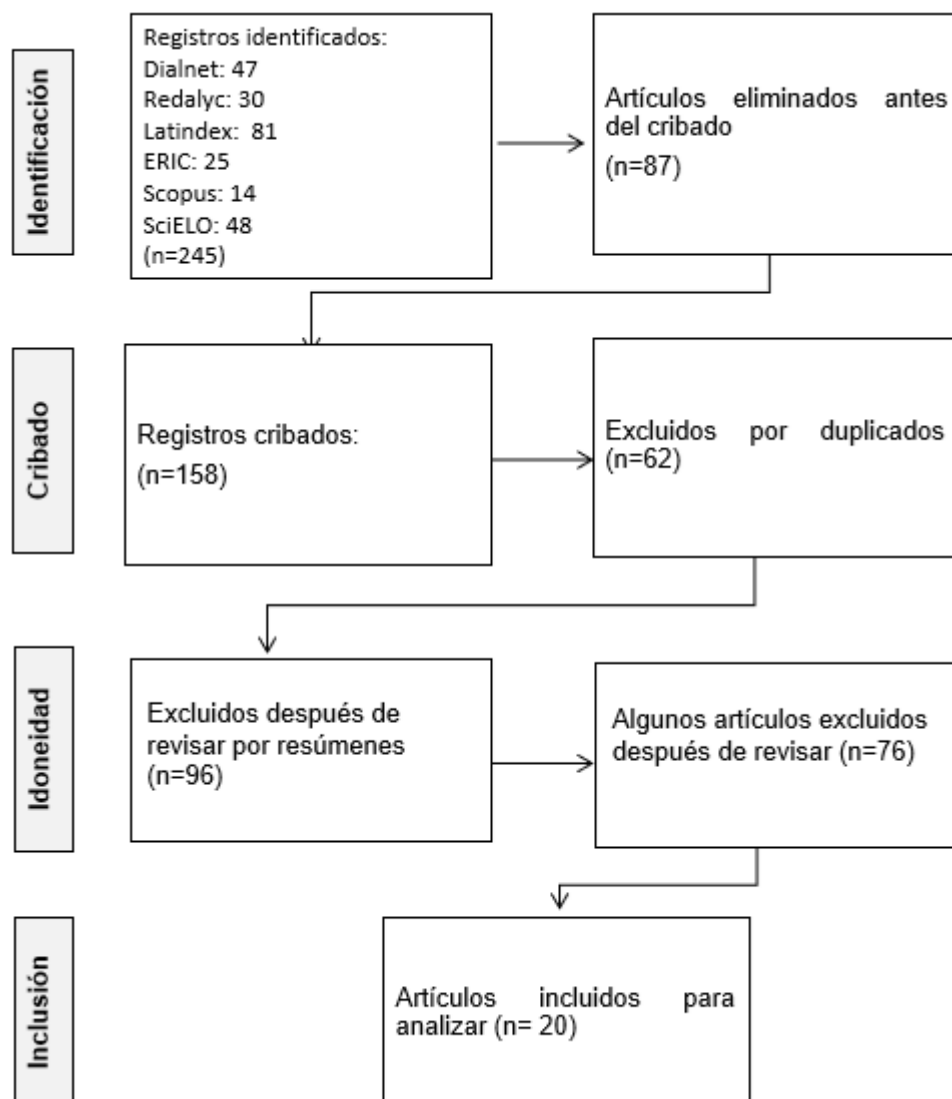 Identificación
Registros identificados:
Dialnet: 47
Redalyc: 30
Latindex: 81
ERIC: 25
Scopus: 14
SciELO: 48
(n=245)
Artículos eliminados antes
del cribado
(n=87)
Cribado
Registros cribados:
(n=158)
Excluidos por duplicados
(n=62)
Idoneidad
Excluidos después de
revisar por resúmenes
(n=96)
Algunos artículos excluidos
después de revisar (n=76)
Inclusión
Artículos incluidos para
analizar (n= 20)